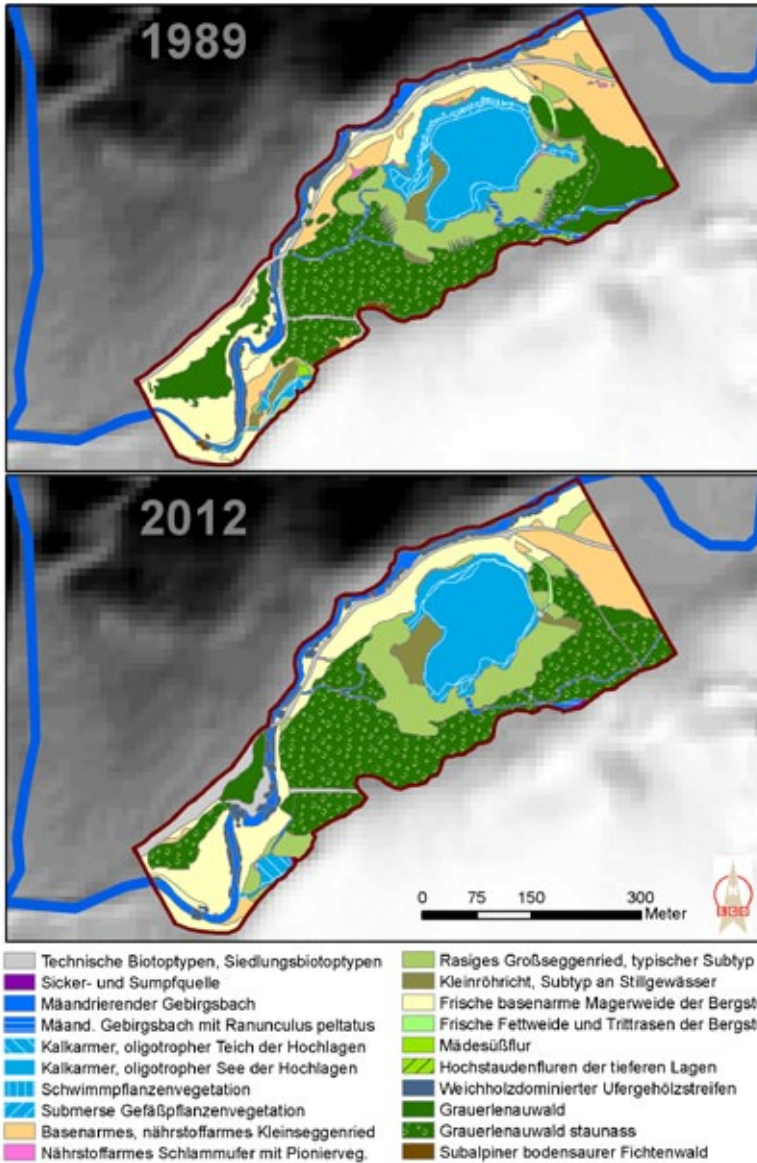 1989
2012
0 75 150 300
Meter
Technische Biotoptypen, Siedlungsbiotoptypen
Sicker- und Sumpfquelle
Mäandrierender Gebirgsbach
Mäand. Gebirgsbach mit Ranunculus peltatus
Kalkarmer, oligotropher Teich der Hochlagen
Kalkarmer, oligotropher See der Hochlagen
Schwimmpflanzenvegetation
Submerse Gefäßpflanzenvegetation
Basenarmes, nährstoffarmes Kleinseggenried
Nährstoffarmes Schlammufer mit Pionierveg.
Rasiges Großseggenried, typischer Subtyp
Kleinröhricht, Subtyp an Stillgewässer
Frische basenarme Magerweide der Bergst
Frische Fettweide und Trittrasen der Bergst
Mädesüßflur
Hochstaudenfluren der tieferen Lagen
Weichholzdominierter Ufergehölzstreifen
Grauerlenauwald
Grauerlenauwald staunass
Subalpiner bodensaurer Fichtenwald